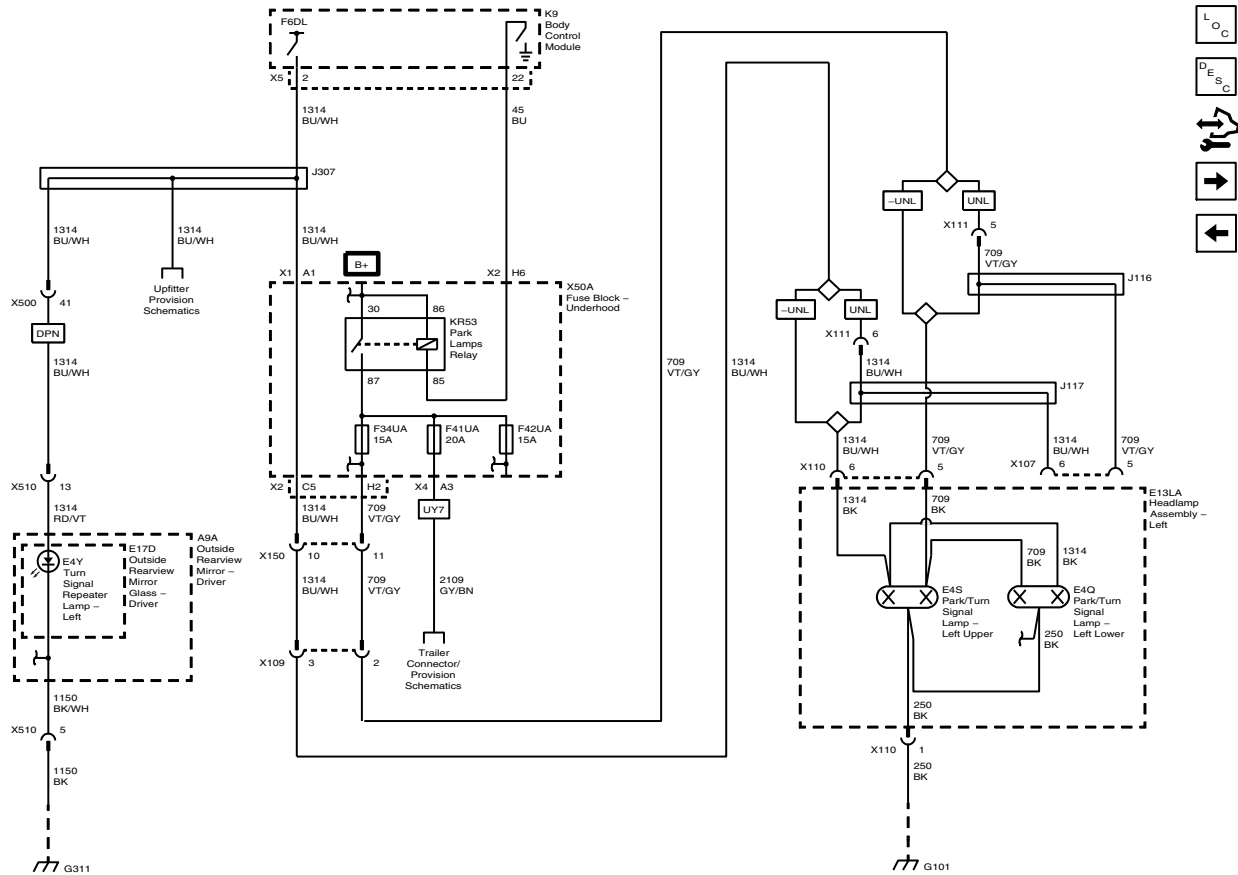 F6DL
K9
Body
Control
Module
X5 2
22
1314
BU/WH
45
BU
J307
1314
BU/WH
1314
BU/WH
1314
BU/WH
Upfitter
Provision
Schematics
X500 41
DPN
1314
BU/WH
X510 13
1314
RD/VT
A9A
Outside
Rearview
Mirror –
Driver
E17D
Outside
Rearview
Mirror
Glass –
Driver
E4Y
Turn
Signal
Repeater
Lamp –
Left
1150
BK/WH
X510 5
1150
BK
G311
X1 A1
B+
X2 H6
X50A
Fuse Block –
Underhood
30
86
KR53
Park
Lamps
Relay
87
85
F34UA
15A
F41UA
20A
F42UA
15A
X2 C5
H2
X4 A3
1314
BU/WH
709
VT/GY
UY7
X150 10
11
1314
BU/WH
709
VT/GY
2109
GY/BN
X109 3
2
Trailer
Connector/
Provision
Schematics
709
VT/GY
1314
BU/WH
–UNL
UNL
X111 5
709
VT/GY
J116
–UNL
UNL
X111 6
1314
BU/WH
J117
1314
BU/WH
709
VT/GY
1314
BU/WH
709
VT/GY
X110 6
5
X107 6
5
1314
BK
709
BK
E13LA
Headlamp
Assembly –
Left
709
BK
1314
BK
E4S
Park/Turn
Signal
Lamp –
Left Upper
E4Q
Park/Turn
Signal
Lamp –
Left Lower
250
BK
250
BK
X110 1
250
BK
G101
LOC
DESC